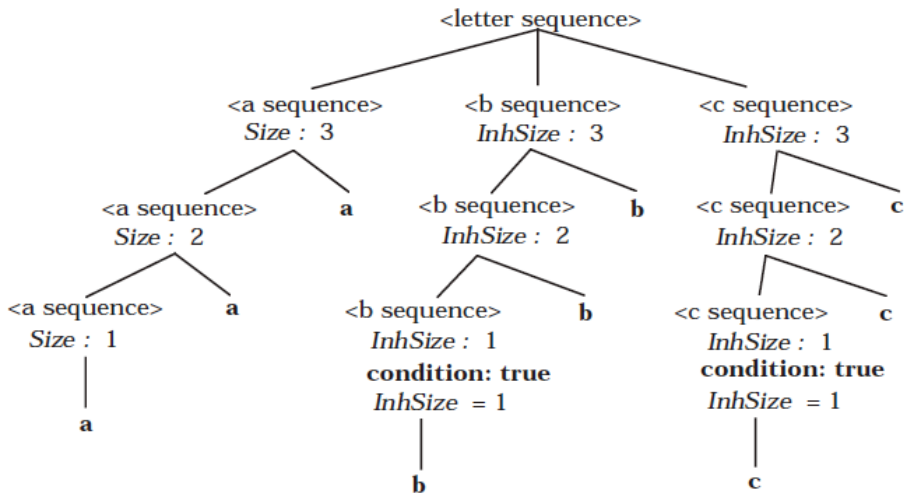 <letter sequence>
<a sequence> <b sequence> <c sequence>
Size : 3 InhSize : 3 InhSize : 3
<a sequence> a <b sequence> b <c sequence> c
Size : 2 InhSize : 2 InhSize : 2
<a sequence> a <b sequence> b <c sequence> c
Size : 1 InhSize : 1 InhSize : 1
condition: true condition: true
InhSize = 1 InhSize = 1
a
b c